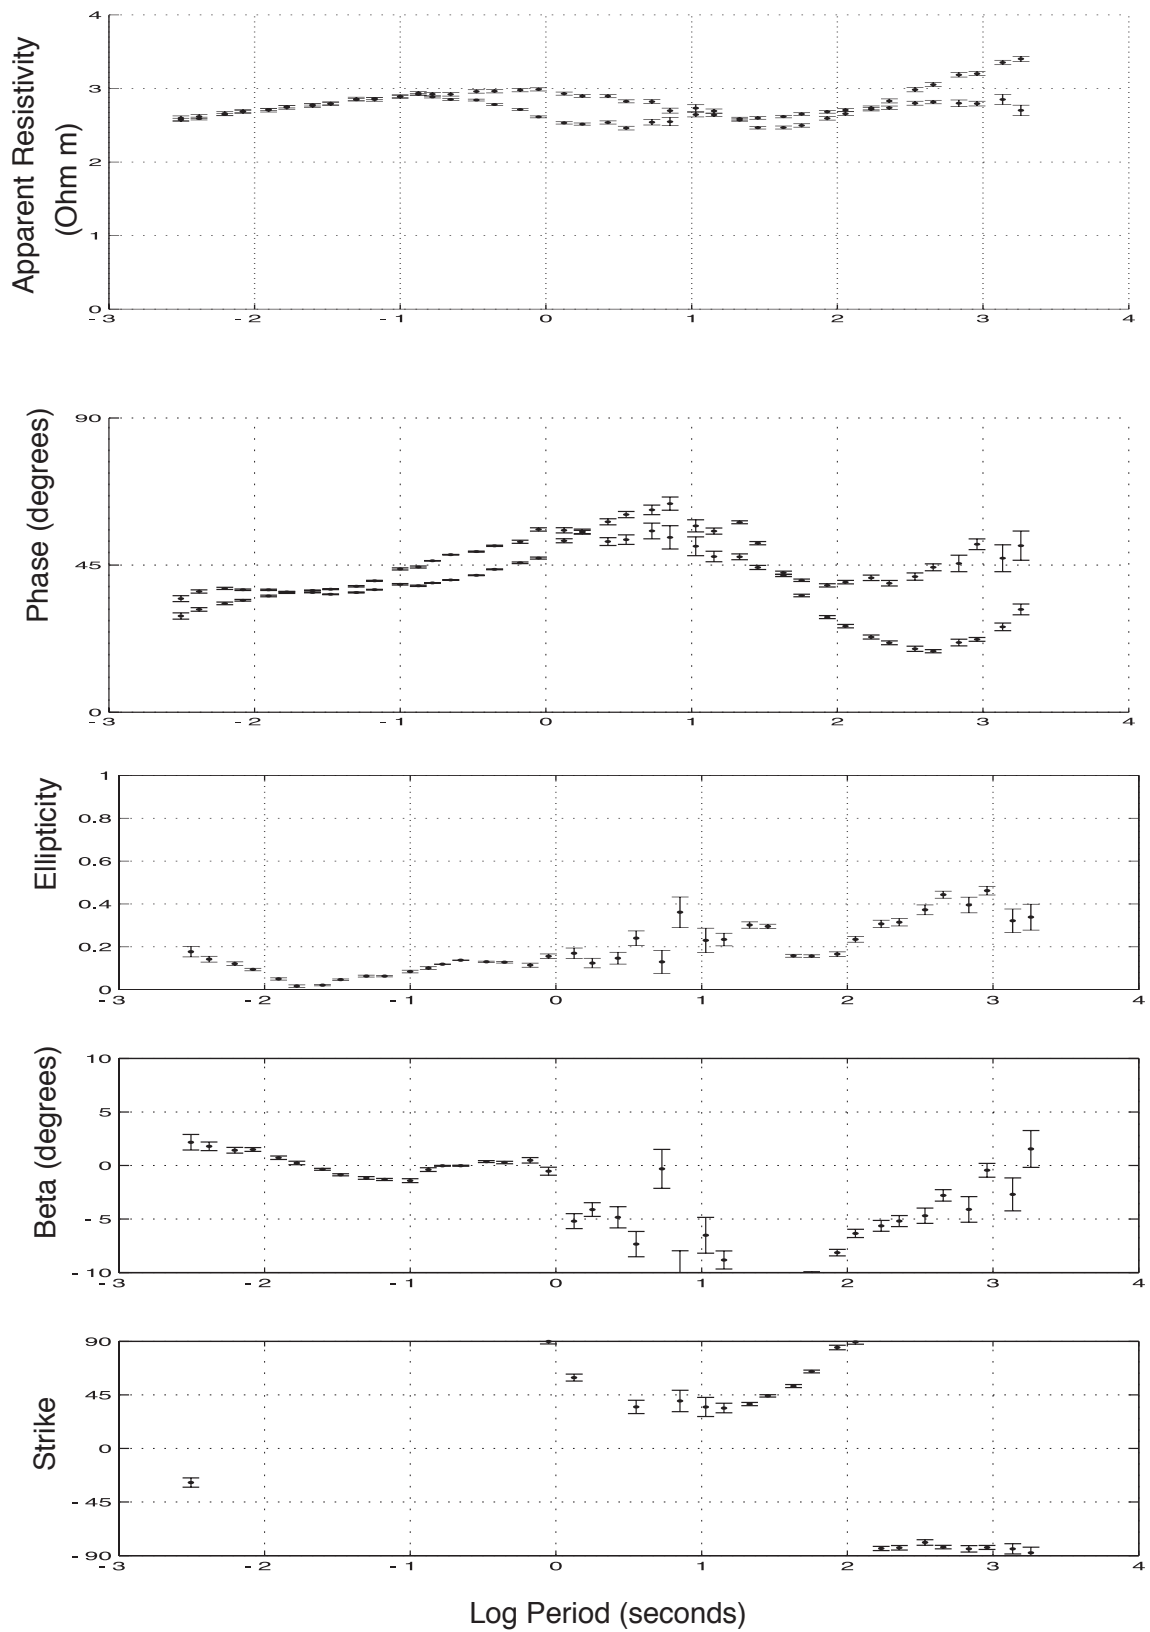 Apparent Resistivity
(Ohm m)
4
3
2
1
0
-3 -2 -1 0 1 2 3 4
Phase (degrees)
90
45
0
-3 -2 -1 0 1 2 3 4
Ellipticity
1
0.8
0.6
0.4
0.2
0
-3 -2 -1 0 1 2 3 4
Beta (degrees)
10
5
0
-5
-10
-3 -2 -1 0 1 2 3 4
Strike
90
45
0
-45
-90
-3 -2 -1 0 1 2 3 4
Log Period (seconds)